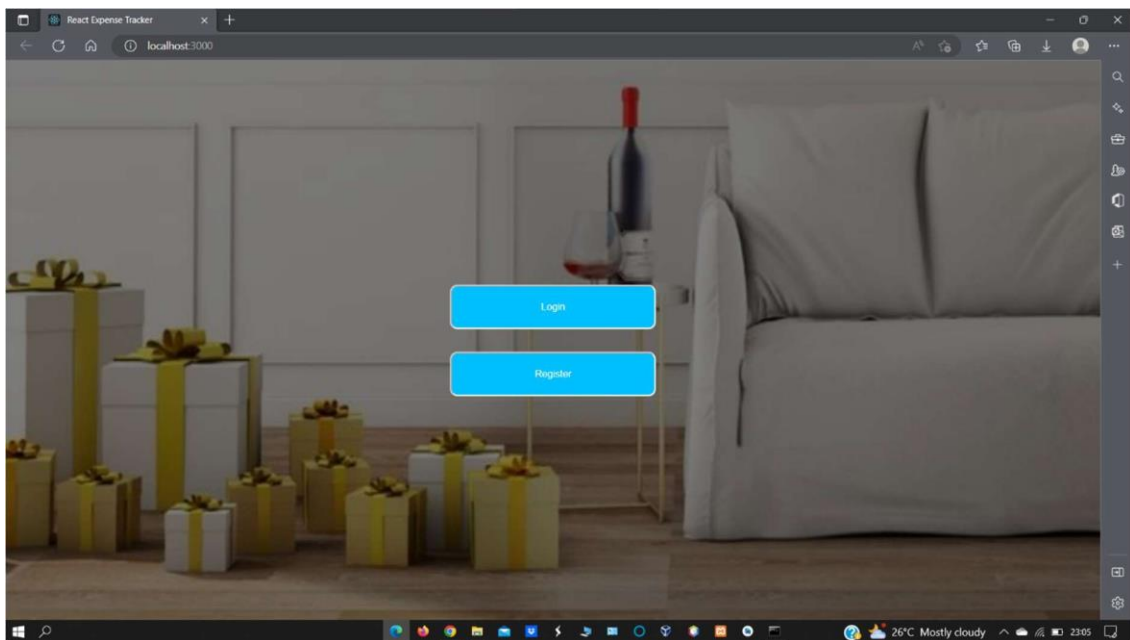 React Expense Tracker
localhost:3000
Login
Register
26°C Mostly cloudy
23:05